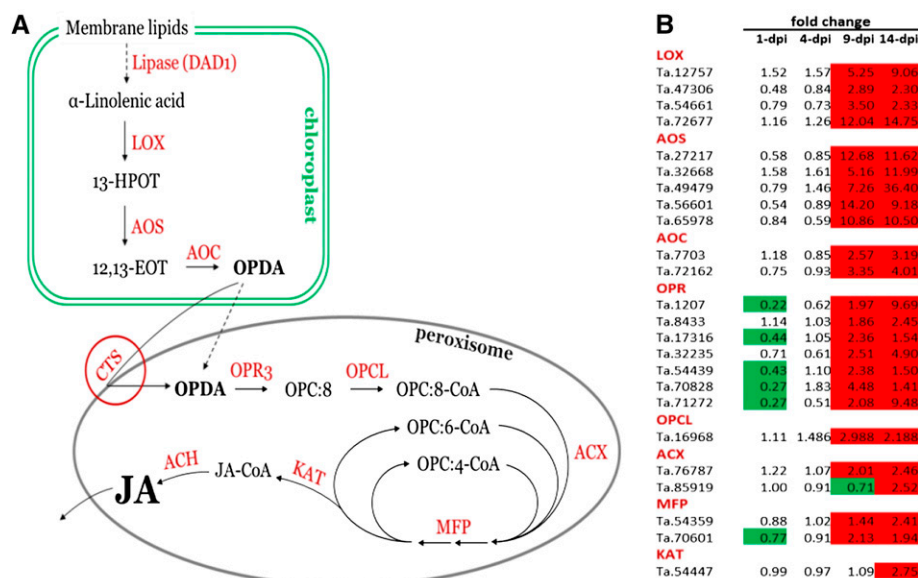 A
Membrane lipids
Lipase (DAD1)
α-Linolenic acid
LOX
13-HPOT
AOS
12,13-EOT
AOC
OPDA
chloroplast
peroxisome
CTS
OPDA
OPR3
OPC:8
OPCL
OPC:8-CoA
OPC:6-CoA
OPC:4-CoA
ACX
MFP
KAT
JA-CoA
ACH
JA
B
fold change
1-dpi 4-dpi 9-dpi 14-dpi
LOX
Ta.12757 1.52 1.57 5.25 9.06
Ta.47306 0.48 0.84 2.89 2.30
Ta.54661 0.79 0.73 3.50 2.33
Ta.72677 1.16 1.26 12.04 14.75
AOS
Ta.27217 0.58 0.85 12.68 11.62
Ta.32668 1.58 1.61 5.16 11.99
Ta.49479 0.79 1.46 7.26 36.40
Ta.56601 0.54 0.89 14.20 9.18
Ta.65978 0.84 0.59 10.86 10.50
AOC
Ta.7703 1.18 0.85 2.57 3.19
Ta.72162 0.75 0.93 3.35 4.01
OPR
Ta.1207 0.22 0.62 1.97 9.69
Ta.8433 1.14 1.03 1.86 2.45
Ta.17316 0.44 1.05 2.36 1.54
Ta.32235 0.71 0.61 2.51 4.90
Ta.54439 0.43 1.10 2.38 1.50
Ta.70828 0.27 1.83 4.48 1.41
Ta.71272 0.27 0.51 2.08 9.48
OPCL
Ta.16968 1.11 1.486 2.988 2.188
ACX
Ta.76787 1.22 1.07 2.01 2.46
Ta.85919 1.00 0.91 0.71 2.52
MFP
Ta.54359 0.88 1.02 1.44 2.41
Ta.70601 0.77 0.91 2.13 1.94
KAT
Ta.54447 0.99 0.97 1.09 2.75